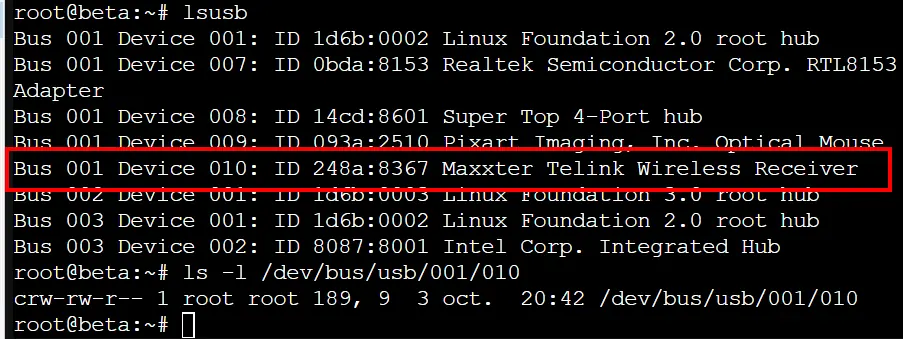 root@beta:~# lsusb
Bus 001 Device 001: ID 1d6b:0002 Linux Foundation 2.0 root hub
Bus 001 Device 007: ID 0bda:8153 Realtek Semiconductor Corp. RTL8153
Adapter
Bus 001 Device 008: ID 14cd:8601 Super Top 4-Port hub
Bus 001 Device 009: ID 093a:2510 Pixart Imaging, Inc. Optical Mouse
Bus 001 Device 010: ID 248a:8367 Maxxter Telink Wireless Receiver
Bus 002 Device 001: ID 1d6b:0003 Linux Foundation 3.0 root hub
Bus 003 Device 001: ID 1d6b:0002 Linux Foundation 2.0 root hub
Bus 003 Device 002: ID 8087:8001 Intel Corp. Integrated Hub
root@beta:~# ls -l /dev/bus/usb/001/010
crw-rw-r-- 1 root root 189, 9  3 oct.  20:42 /dev/bus/usb/001/010
root@beta:~#